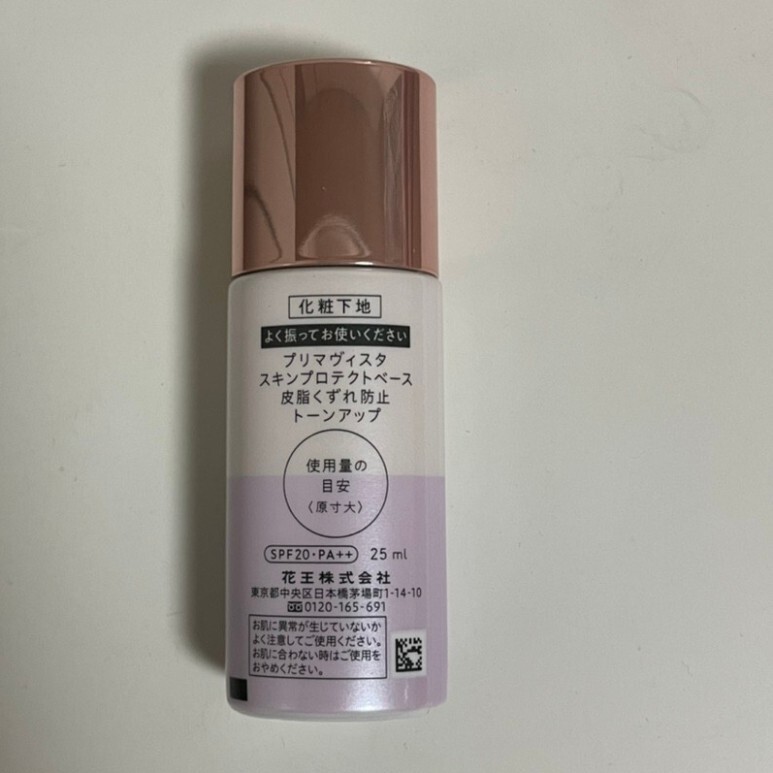 化粧下地
よく振ってお使いください
プリマヴィスタ
スキンプロテクトベース
皮脂くずれ防止
トーンアップ
使用量の
目安
〈原寸大〉
SPF20・PA++ 25 ml
花王株式会社
東京都中央区日本橋茅場町1-14-10
0120-165-691
お肌に異常が生じていないか
よく注意してご使用ください。
お肌に合わない時はご使用を
おやめください。